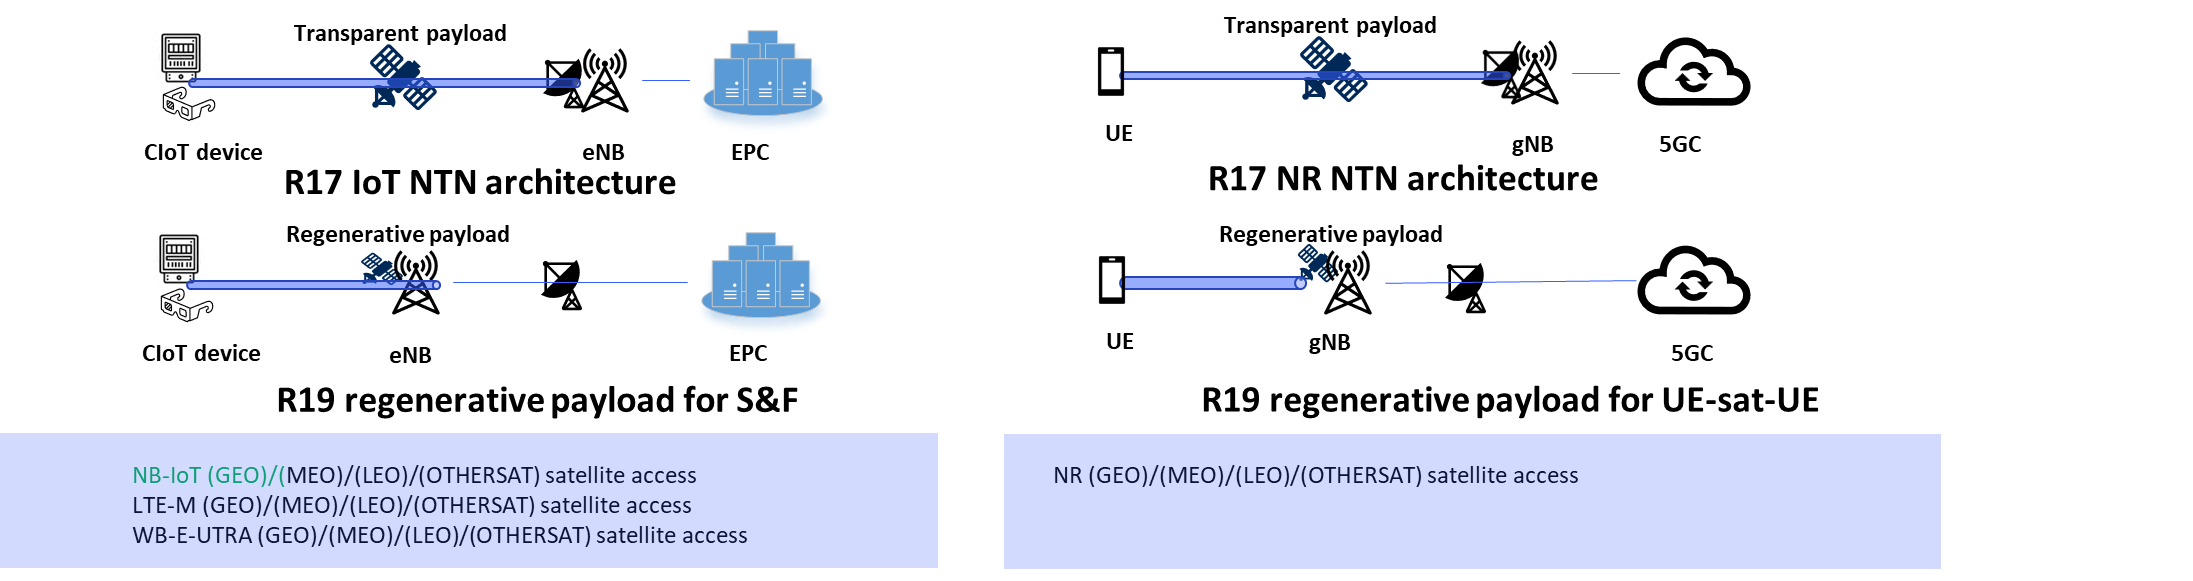 Transparent payload
CIoT device
eNB
EPC
R17 IoT NTN architecture
Regenerative payload
CIoT device
eNB
EPC
R19 regenerative payload for S&F
NB-IoT (GEO)/(MEO)/(LEO)/(OTHERSAT) satellite access
LTE-M (GEO)/(MEO)/(LEO)/(OTHERSAT) satellite access
WB-E-UTRA (GEO)/(MEO)/(LEO)/(OTHERSAT) satellite access
Transparent payload
UE
gNB
5GC
R17 NR NTN architecture
Regenerative payload
UE
gNB
5GC
R19 regenerative payload for UE-sat-UE
NR (GEO)/(MEO)/(LEO)/(OTHERSAT) satellite access